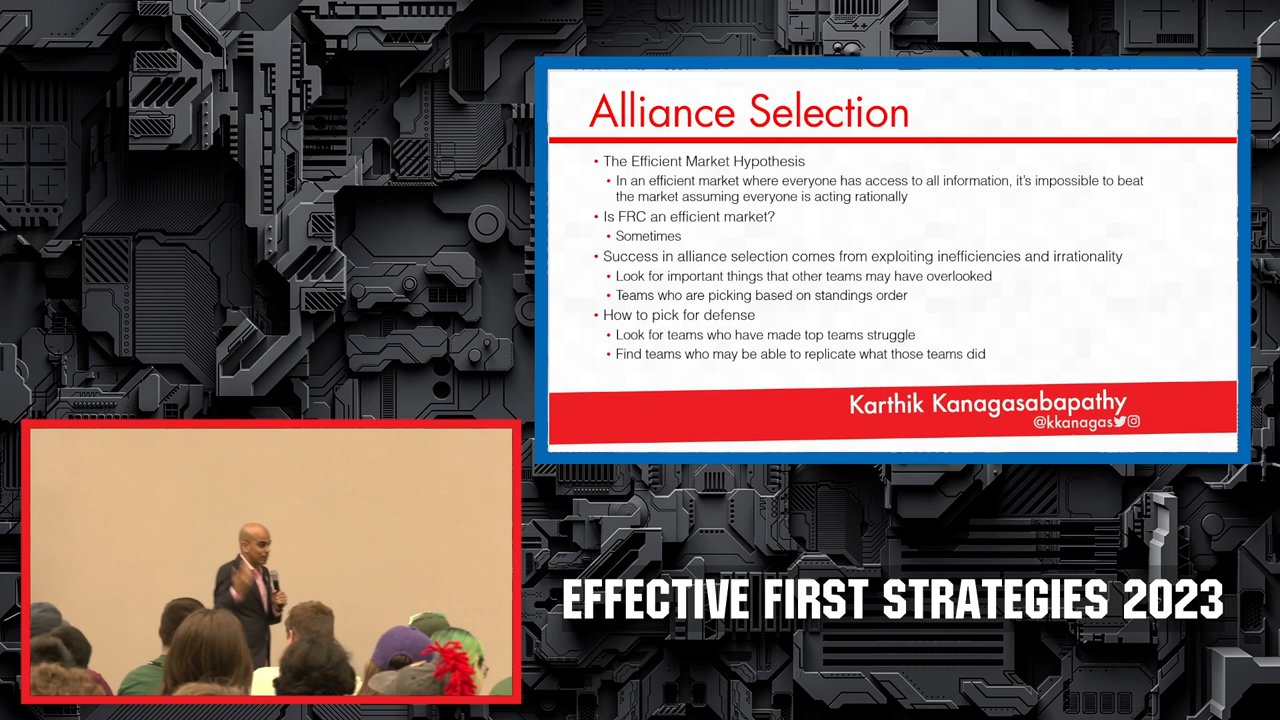 Alliance Selection
• The Efficient Market Hypothesis
• In an efficient market where everyone has access to all information, it's impossible to beat
the market assuming everyone is acting rationally
• Is FRC an efficient market?
• Sometimes
• Success in alliance selection comes from exploiting inefficiencies and irrationality
• Look for important things that other teams may have overlooked
• Teams who are picking based on standings order
• How to pick for defense
• Look for teams who have made top teams struggle
• Find teams who may be able to replicate what those teams did
Karthik Kanagasabapathy
@kkanagas
EFFECTIVE FIRST STRATEGIES 2023